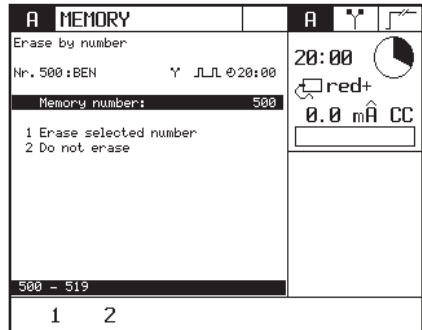 A MEMORY
Erase by number
Nr.500:BEN 20:00
Memory number: 500
1 Erase selected number
2 Do not erase
500 - 519
1 2
A
20:00
red+
0.0 mÂ CC